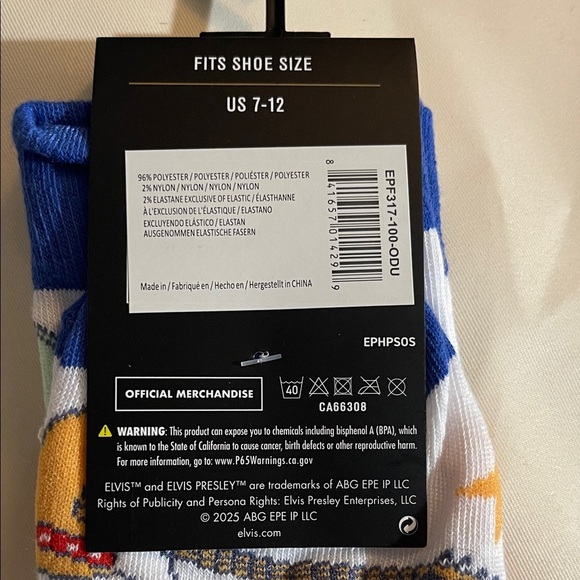 FITS SHOE SIZE
US 7-12
96% POLYESTER / POLYESTER / POLIÉSTER / POLYESTER
2% NYLON / NYLON / NYLON / NYLON
2% ELASTANE EXCLUSIVE OF ELASTIC / ÉLASTHANNE
À L'EXCLUSION DE L'ÉLASTIQUE / ELASTANO
EXCLUYENDO ELÁSTICO / ELASTAN
AUSGENOMMEN ELASTISCHE FASERN
Made in / Fabriqué en / Hecho en / Hergestellt in CHINA
8 41657 01429 9
EPF317-100-ODU
EPHPSOS
OFFICIAL MERCHANDISE
40
CA66308
WARNING: This product can expose you to chemicals including bisphenol A (BPA), which
is known to the State of California to cause cancer, birth defects or other reproductive harm.
For more information, go to: www.P65Warnings.ca.gov
ELVIS™ and ELVIS PRESLEY™ are trademarks of ABG EPE IP LLC
Rights of Publicity and Persona Rights: Elvis Presley Enterprises, LLC
© 2025 ABG EPE IP LLC
elvis.com